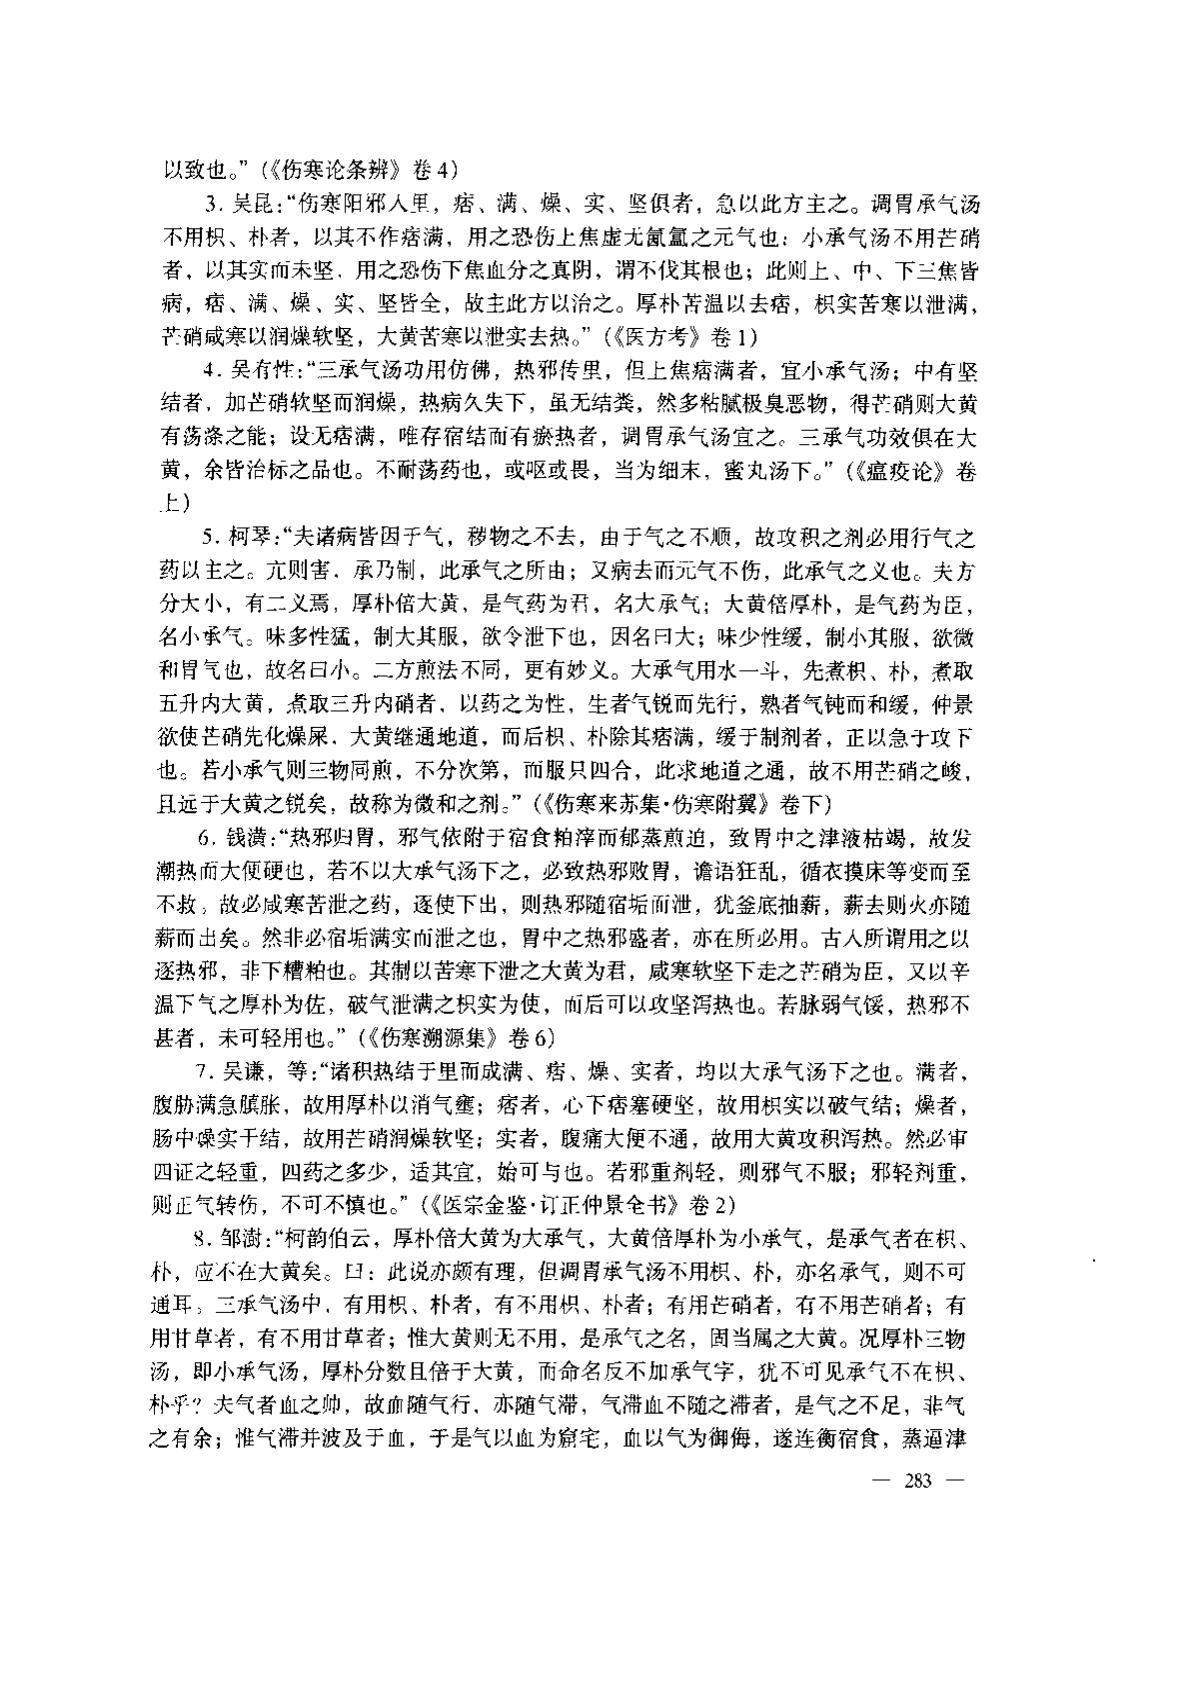 以致也。”(《伤寒论条辨》卷4)
3. 吴昆:“伤寒阳邪入里，痞、满、燥、实、坚俱者，急以此方主之。调胃承气汤
不用枳、朴者，以其不作痞满，用之恐伤上焦虚无氤氲之元气也；小承气汤不用芒硝
者，以其实而未坚，用之恐伤下焦血分之真阴，谓不伐其根也；此则上、中、下三焦皆
病，痞、满、燥、实、坚皆全，故主此方以治之。厚朴苦温以去痞，枳实苦寒以泄满，
芒硝咸寒以润燥软坚，大黄苦寒以泄实去热。”(《医方考》卷1)
4. 吴有性:“三承气汤功用仿佛，热邪传里，但上焦痞满者，宜小承气汤；中有坚
结者，加芒硝软坚而润燥，热病久失下，虽无结粪，然多粘腻极臭恶物，得芒硝则大黄
有荡涤之能；设无痞满，唯存宿结而有瘀热者，调胃承气汤宜之。三承气功效俱在大
黄，余皆治标之品也。不耐荡药也，或呕或畏，当为细末，蜜丸汤下。”(《瘟疫论》卷
上)
5. 柯琴:“夫诸病皆因于气，秽物之不去，由于气之不顺，故攻积之剂必用行气之
药以主之。亢则害，承乃制，此承气之所由；又病去而元气不伤，此承气之义也。夫方
分大小，有二义焉，厚朴倍大黄，是气药为君，名大承气；大黄倍厚朴，是气药为臣，
名小承气。味多性猛，制大其服，欲令泄下也，因名曰大；味少性缓，制小其服，欲微
和胃气也，故名曰小。二方煎法不同，更有妙义。大承气用水一斗，先煮枳、朴，煮取
五升内大黄，煮取三升内硝者，以药之为性，生者气锐而先行，熟者气钝而和缓，仲景
欲使芒硝先化燥屎，大黄继通地道，而后枳、朴除其痞满，缓于制剂者，正以急于攻下
也。若小承气则三物同煎，不分次第，而服只四合，此求地道之通，故不用芒硝之峻，
且远于大黄之锐矣，故称为微和之剂。”(《伤寒来苏集·伤寒附翼》卷下)
6. 钱潢:“热邪归胃，邪气依附于宿食粕滓而郁蒸煎迫，致胃中之津液枯竭，故发
潮热而大便硬也，若不以大承气汤下之，必致热邪败胃，谵语狂乱，循衣摸床等变而至
不救。故必咸寒苦泄之药，逐使下出，则热邪随宿垢而泄，犹釜底抽薪，薪去则火亦随
薪而出矣。然非必宿垢满实而泄之也，胃中之热邪盛者，亦在所必用。古人所谓用之以
逐热邪，非下糟粕也。其制以苦寒下泄之大黄为君，咸寒软坚下走之芒硝为臣，又以辛
温下气之厚朴为佐，破气泄满之枳实为使，而后可以攻坚泻热也。若脉弱气馁，热邪不
甚者，未可轻用也。”(《伤寒溯源集》卷6)
7. 吴谦，等:“诸积热结于里而成满、痞、燥、实者，均以大承气汤下之也。满者，
腹胁满急䐜胀，故用厚朴以消气壅；痞者，心下痞塞硬坚，故用枳实以破气结；燥者，
肠中燥实干结，故用芒硝润燥软坚；实者，腹痛大便不通，故用大黄攻积泻热。然必审
四证之轻重，四药之多少，适其宜，始可与也。若邪重剂轻，则邪气不服；邪轻剂重，
则正气转伤，不可不慎也。”(《医宗金鉴·订正仲景全书》卷2)
8. 邹澍:“柯韵伯云，厚朴倍大黄为大承气，大黄倍厚朴为小承气，是承气者在枳、
朴，应不在大黄矣。曰：此说亦颇有理，但调胃承气汤不用枳、朴，亦名承气，则不可
通耳。三承气汤中，有用枳、朴者，有不用枳、朴者；有用芒硝者，有不用芒硝者；有
用甘草者，有不用甘草者；惟大黄则无不用，是承气之名，固当属之大黄。况厚朴三物
汤，即小承气汤，厚朴分数且倍于大黄，而命名反不加承气字，犹不可见承气不在枳、
朴乎？夫气者血之帅，故血随气行，亦随气滞，气滞血不随之滞者，是气之不足，非气
之有余；惟气滞并波及于血，于是气以血为窟宅，血以气为御侮，遂连衡宿食，蒸逼津
— 283 —